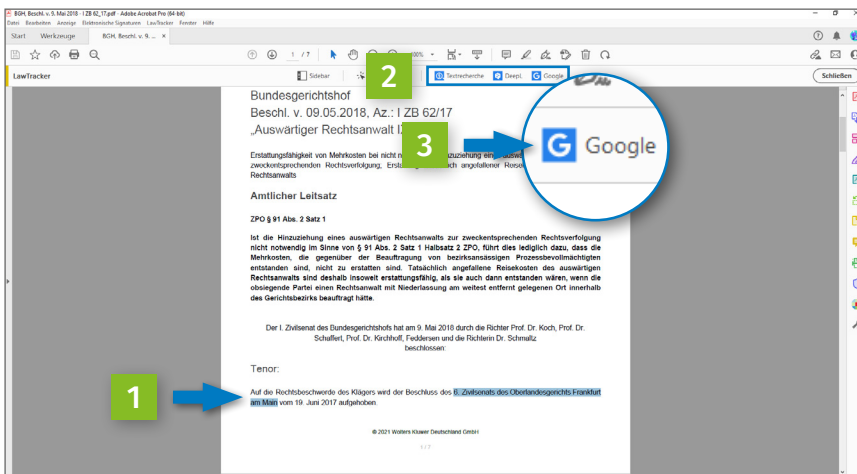 BGH, Beschl. v. 9. Mai 2018 - I ZB 62_17.pdf - Adobe Acrobat Pro (64-bit)
Datei Bearbeiten Anzeige Elektronische Signaturen LawTracker Fenster Hilfe
Start Werkzeuge BGH, Beschl. v. 9. ... ×
1 / 7
LawTracker Sidebar Textrecherche DeepL Google Schließen
2
Bundesgerichtshof
Beschl. v. 09.05.2018, Az.: I ZB 62/17
„Auswärtiger Rechtsanwalt
3
Google
Erstattungsfähigkeit von Mehrkosten bei nicht
zweckentsprechenden Rechtsverfolgung;
angefallener
Rechtsanwalts
Amtlicher Leitsatz
ZPO § 91 Abs. 2 Satz 1
Ist die Hinzuziehung eines auswärtigen Rechtsanwalts zur zweckentsprechenden Rechtsverfolgung
nicht notwendig im Sinne von § 91 Abs. 2 Satz 1 Halbsatz 2 ZPO, führt dies lediglich dazu, dass die
Mehrkosten, die gegenüber der Beauftragung von bezirksansässigen Prozessbevollmächtigten
entstanden sind, nicht zu erstatten sind. Tatsächlich angefallene Reisekosten des auswärtigen
Rechtsanwalts sind deshalb insoweit erstattungsfähig, als sie auch dann entstanden wären, wenn die
obsiegende Partei einen Rechtsanwalt mit Niederlassung am weitest entfernt gelegenen Ort innerhalb
des Gerichtsbezirks beauftragt hätte.
Der I. Zivilsenat des Bundesgerichtshofs hat am 9. Mai 2018 durch die Richter Prof. Dr. Koch, Prof. Dr.
Schaffert, Prof. Dr. Kirchhoff, Feddersen und die Richterin Dr. Schmaltz
beschlossen:
Tenor:
1
Auf die Rechtsbeschwerde des Klägers wird der Beschluss des 6. Zivilsenats des Oberlandesgerichts Frankfurt
am Main vom 19. Juni 2017 aufgehoben.
© 2021 Wolters Kluwer Deutschland GmbH
1 / 7